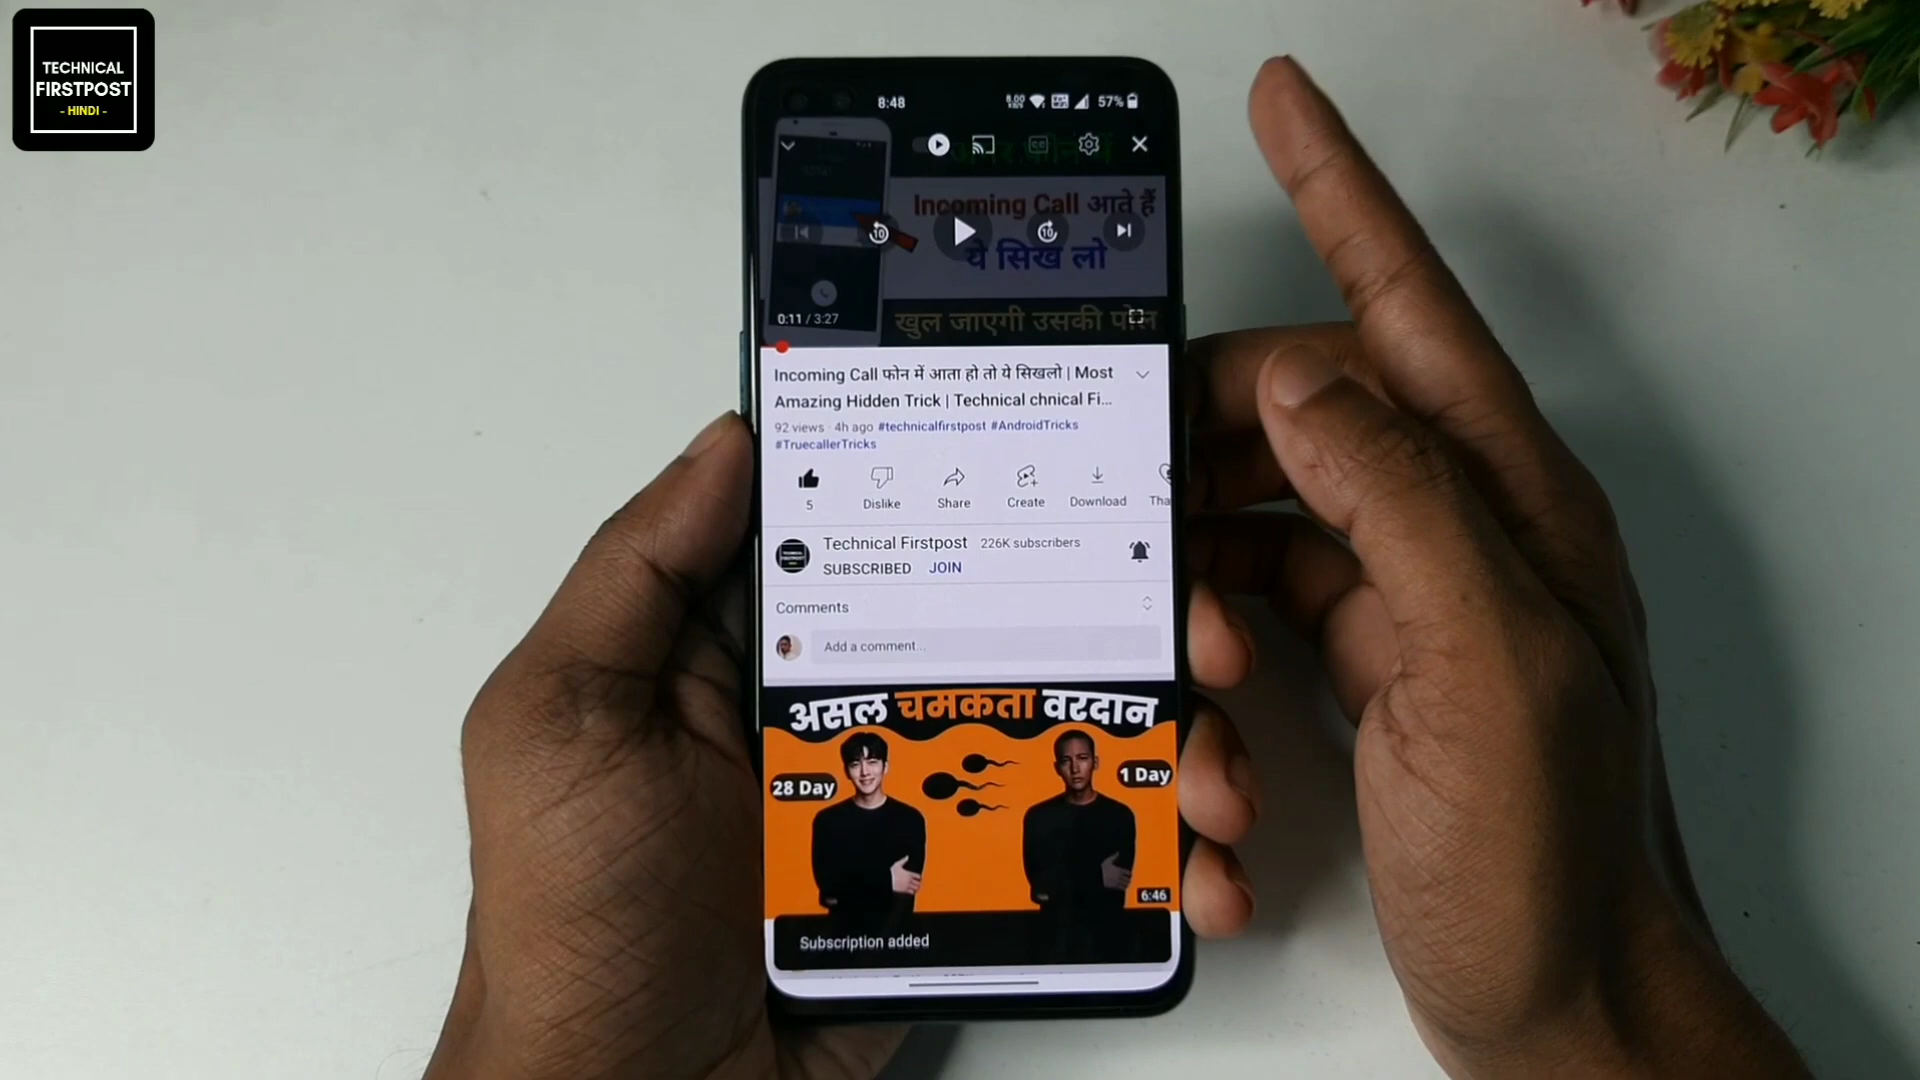 TECHNICAL
FIRSTPOST
- HINDI -
8:48
57%
Incoming Call आते हैं
ये सिख लो
0:11 / 3:27
खुल जाएगी उसकी पोल
Incoming Call फोन में आता हो तो ये सिखलो | Most
Amazing Hidden Trick | Technical chnical Fi...
92 views · 4h ago #technicalfirstpost #AndroidTricks
#TruecallerTricks
5 Dislike Share Create Download Tha
Technical Firstpost 226K subscribers
SUBSCRIBED JOIN
Comments
Add a comment...
असल चमकता वरदान
28 Day
1 Day
6:46
Subscription added